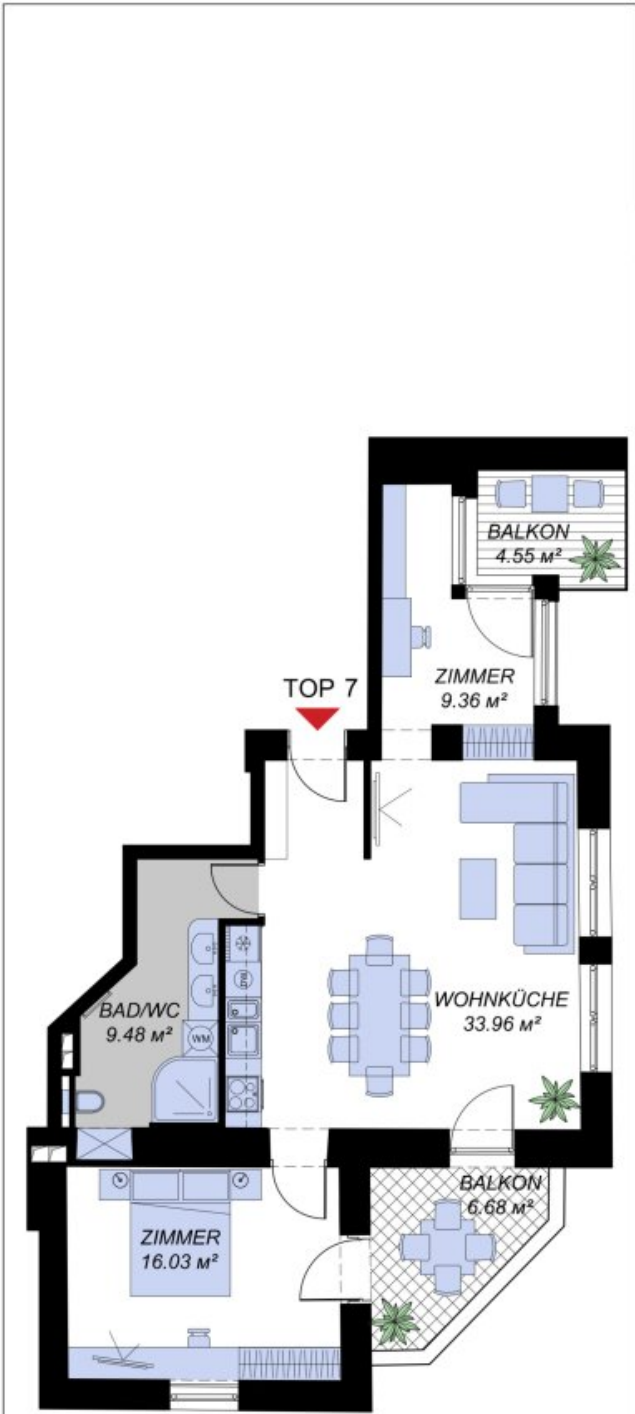 BALKON
4.55 м²
ZIMMER
9.36 м²
TOP 7
WOHNKÜCHE
33.96 м²
BAD/WC
9.48 м²
WM
BALKON
6.68 м²
ZIMMER
16.03 м²